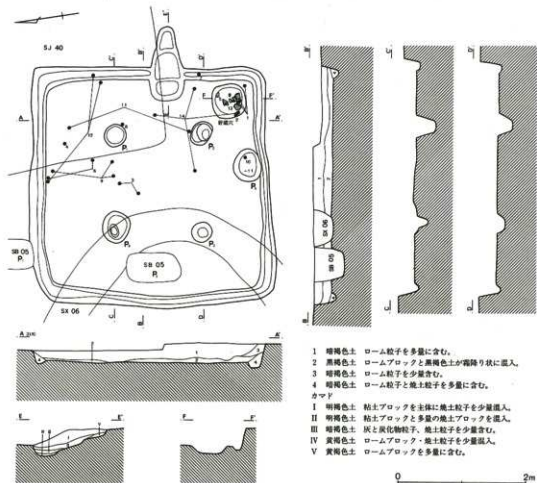 SJ 40
貯蔵穴
P₁
P₂
P₃
P₄
SB 05
P₁
SB 05
P₁
SX 06
A
A'
B
B'
C
C'
D
D'
E
E'
F
F'
1 暗褐色土 ローム粒子を多量に含む。
2 黒褐色土 ロームブロックと黒褐色土が霜降り状に混入。
3 暗褐色土 ローム粒子を少量含む。
4 暗褐色土 ローム粒子と焼土粒子を多量に含む。
カマド
I 明褐色土 粘土ブロックを主体に焼土粒子を少量混入。
II 明褐色土 粘土ブロックと多量の焼土ブロックを混入。
III 暗褐色土 灰と炭化物粒子、焼土粒子を少量含む。
IV 黄褐色土 ロームブロック・焼土粒子を少量混入。
V 黄褐色土 ロームブロックを多量に含む。
0 2m